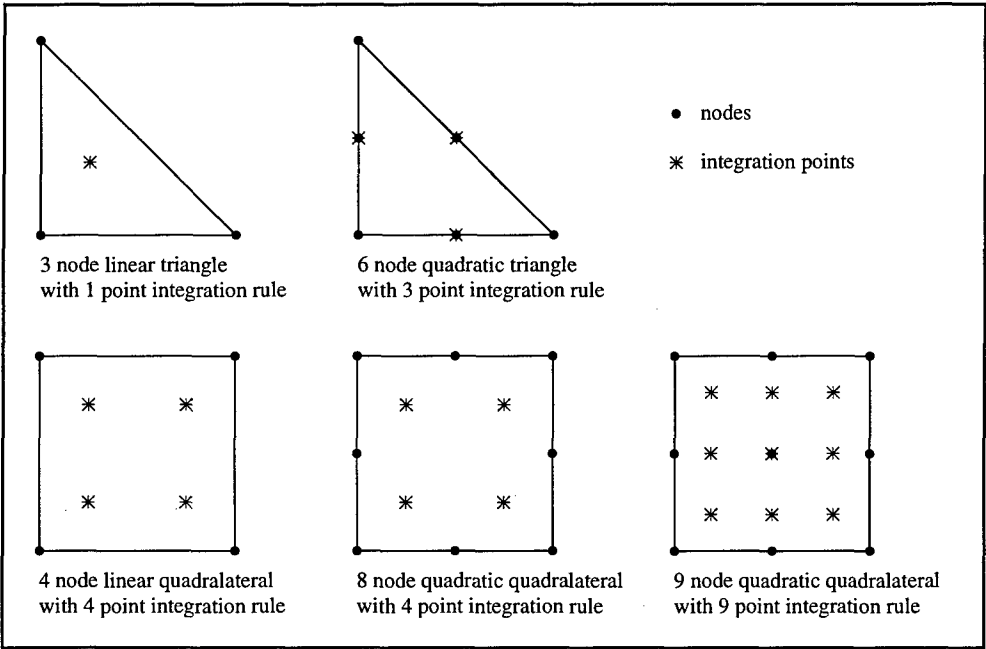 nodes
integration points
3 node linear triangle
with 1 point integration rule
6 node quadratic triangle
with 3 point integration rule
4 node linear quadralateral
with 4 point integration rule
8 node quadratic quadralateral
with 4 point integration rule
9 node quadratic quadralateral
with 9 point integration rule